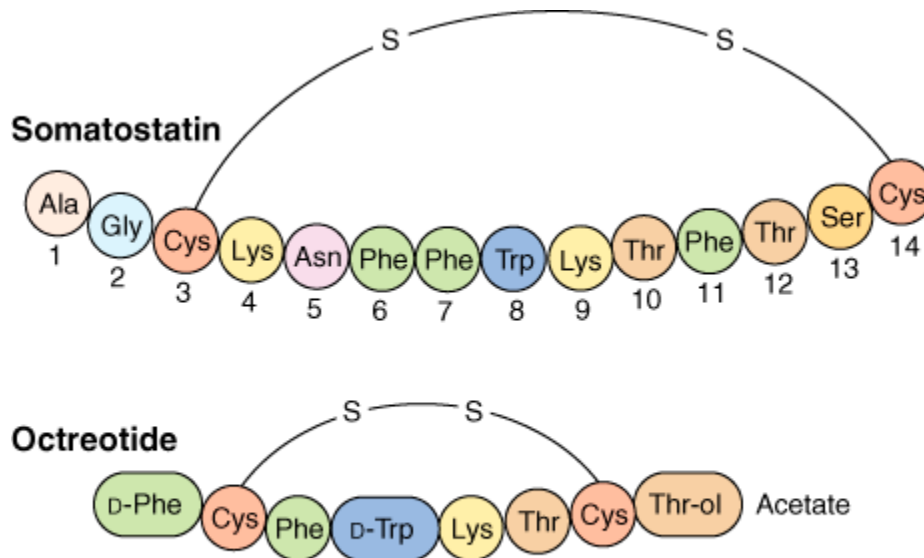 S S
Somatostatin
Ala Gly Cys Lys Asn Phe Phe Trp Lys Thr Phe Thr Ser Cys
1 2 3 4 5 6 7 8 9 10 11 12 13 14
S S
Octreotide
D-Phe Cys Phe D-Trp Lys Thr Cys Thr-ol Acetate